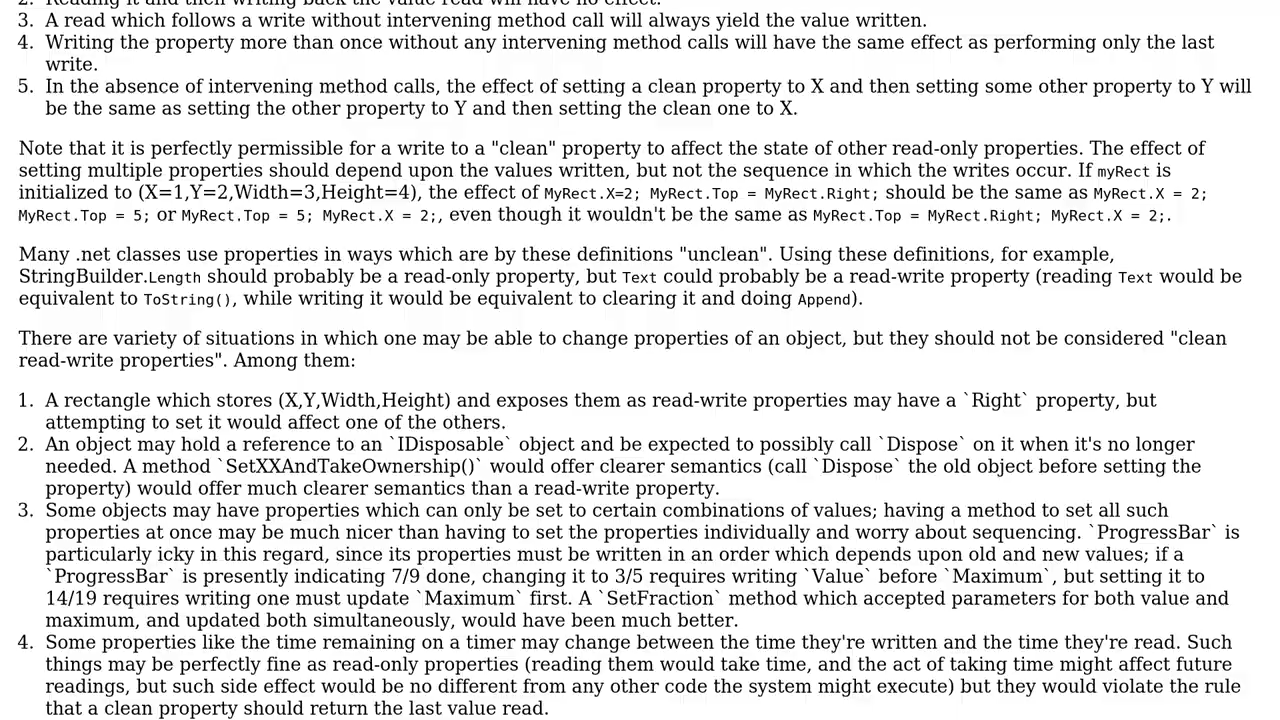 2. Reading it and then writing back the value read will have no effect.
3. A read which follows a write without intervening method call will always yield the value written.
4. Writing the property more than once without any intervening method calls will have the same effect as performing only the last
write.
5. In the absence of intervening method calls, the effect of setting a clean property to X and then setting some other property to Y will
be the same as setting the other property to Y and then setting the clean one to X.
Note that it is perfectly permissible for a write to a "clean" property to affect the state of other read-only properties. The effect of
setting multiple properties should depend upon the values written, but not the sequence in which the writes occur. If myRect is
initialized to (X=1,Y=2,Width=3,Height=4), the effect of MyRect.X=2; MyRect.Top = MyRect.Right; should be the same as MyRect.X = 2;
MyRect.Top = 5; or MyRect.Top = 5; MyRect.X = 2;, even though it wouldn't be the same as MyRect.Top = MyRect.Right; MyRect.X = 2;.
Many .net classes use properties in ways which are by these definitions "unclean". Using these definitions, for example,
StringBuilder.Length should probably be a read-only property, but Text could probably be a read-write property (reading Text would be
equivalent to ToString(), while writing it would be equivalent to clearing it and doing Append).
There are variety of situations in which one may be able to change properties of an object, but they should not be considered "clean
read-write properties". Among them:
1. A rectangle which stores (X,Y,Width,Height) and exposes them as read-write properties may have a `Right` property, but
attempting to set it would affect one of the others.
2. An object may hold a reference to an `IDisposable` object and be expected to possibly call `Dispose` on it when it's no longer
needed. A method `SetXXAndTakeOwnership()` would offer clearer semantics (call `Dispose` the old object before setting the
property) would offer much clearer semantics than a read-write property.
3. Some objects may have properties which can only be set to certain combinations of values; having a method to set all such
properties at once may be much nicer than having to set the properties individually and worry about sequencing. `ProgressBar` is
particularly icky in this regard, since its properties must be written in an order which depends upon old and new values; if a
`ProgressBar` is presently indicating 7/9 done, changing it to 3/5 requires writing `Value` before `Maximum`, but setting it to
14/19 requires writing one must update `Maximum` first. A `SetFraction` method which accepted parameters for both value and
maximum, and updated both simultaneously, would have been much better.
4. Some properties like the time remaining on a timer may change between the time they're written and the time they're read. Such
things may be perfectly fine as read-only properties (reading them would take time, and the act of taking time might affect future
readings, but such side effect would be no different from any other code the system might execute) but they would violate the rule
that a clean property should return the last value read.